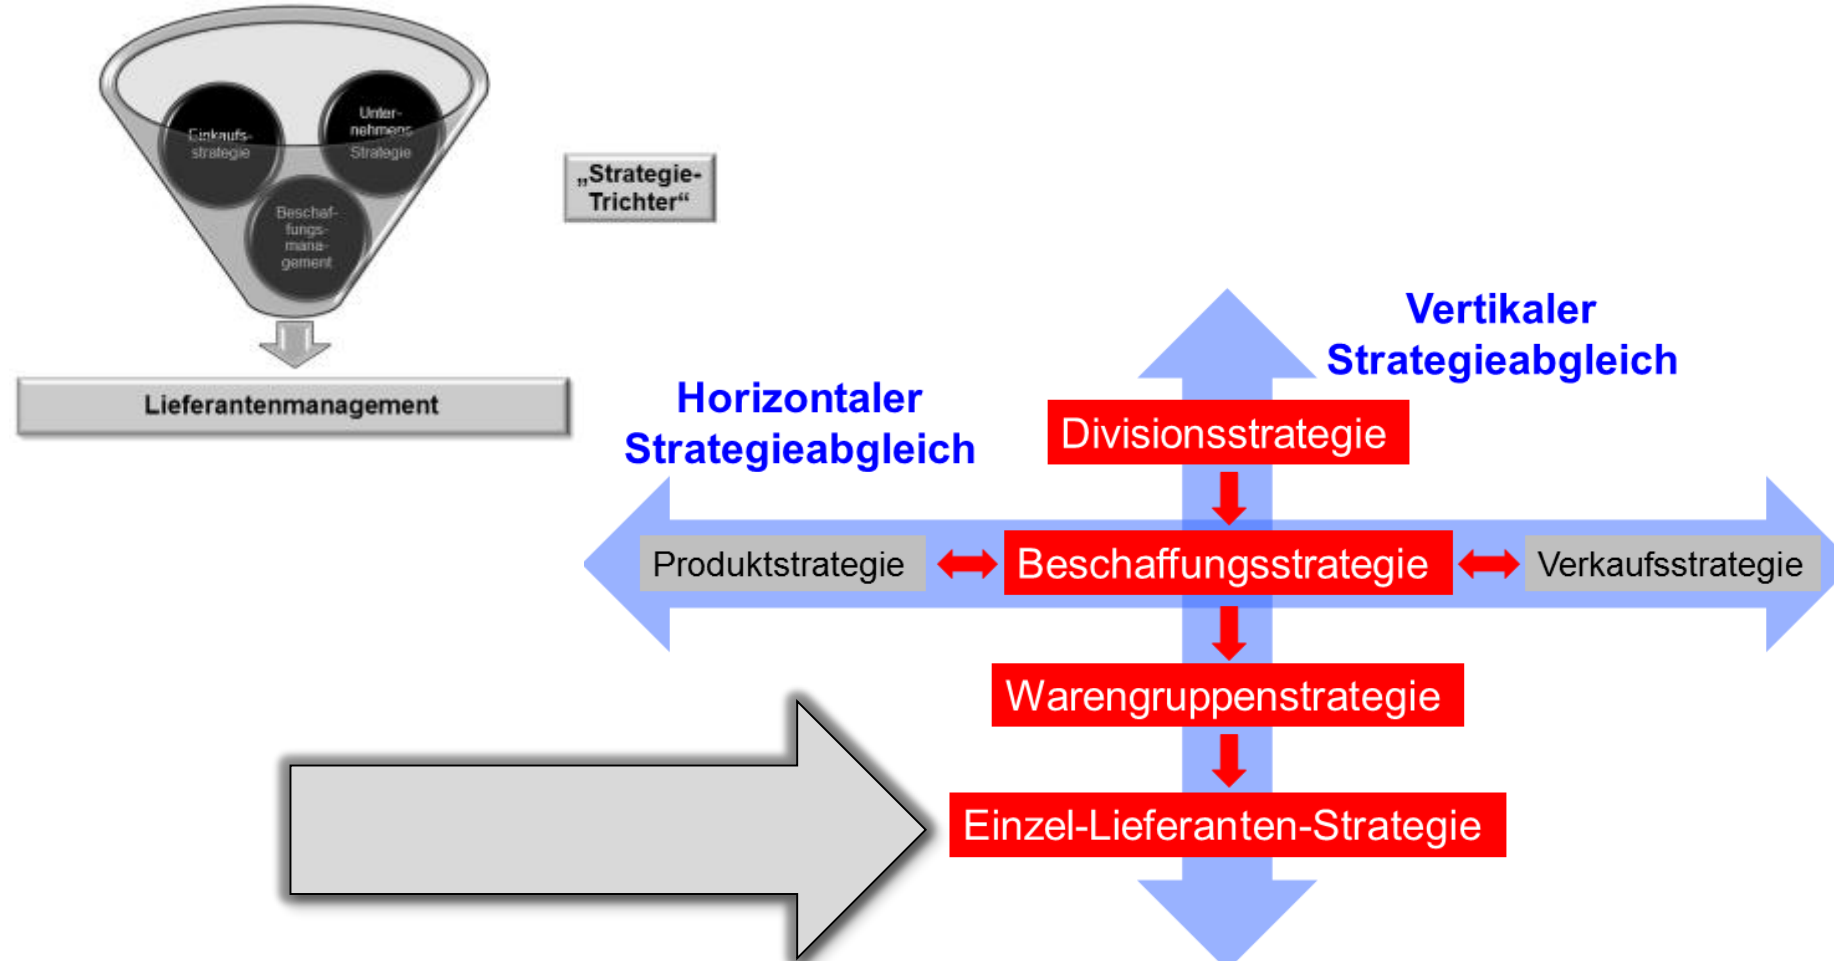 Einkaufs-
strategie
Unter-
nehmens
Strategie
Beschaf-
fungs-
mana-
gement
„Strategie-
Trichter“
Lieferantenmanagement
Vertikaler
Strategieabgleich
Horizontaler
Strategieabgleich
Divisionsstrategie
Produktstrategie
Beschaffungsstrategie
Verkaufsstrategie
Warengruppenstrategie
Einzel-Lieferanten-Strategie